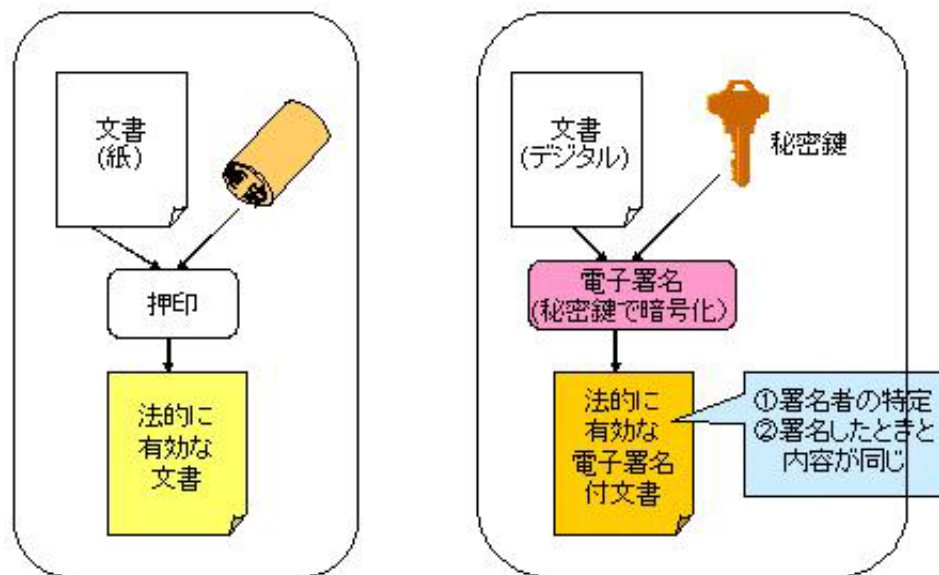 文書
(紙)
押印
法的に
有効な
文書
文書
(デジタル)
秘密鍵
電子署名
(秘密鍵で暗号化)
法的に
有効な
電子署名
付文書
①署名者の特定
②署名したときと
内容が同じ